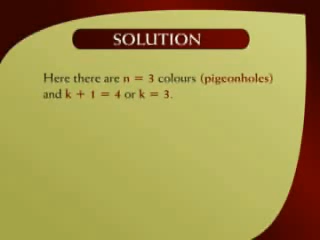 SOLUTION
Here there are n = 3 colours (pigeonholes)
and k + 1 = 4 or k = 3.